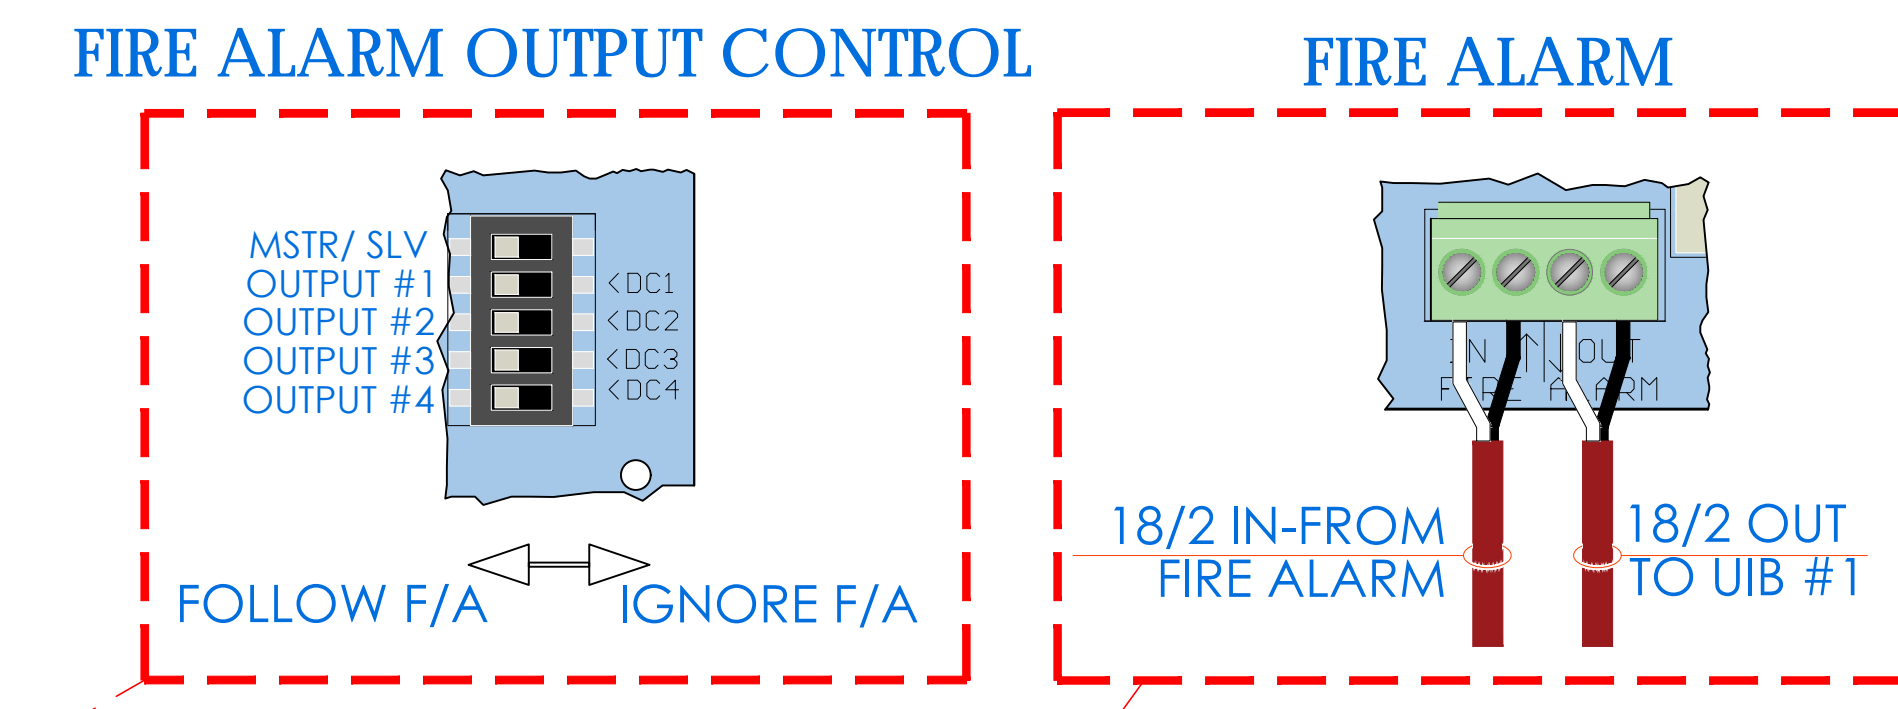 FIRE ALARM OUTPUT CONTROL
MSTR/ SLV
OUTPUT #1
OUTPUT #2
OUTPUT #3
OUTPUT #4
<DC1
<DC2
<DC3
<DC4
FOLLOW F/A
IGNORE F/A
FIRE ALARM
IN OUT
FIRE ALARM
18/2 IN-FROM
FIRE ALARM
18/2 OUT
TO UIB #1